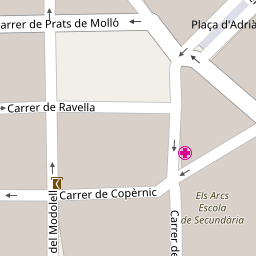 Carrer de Prats de Molló
Plaça d'Adrià
Carrer de Ravella
Carrer de Copèrnic
Els Arcs
Escola
de Secundària
del Modolell
Carrer de